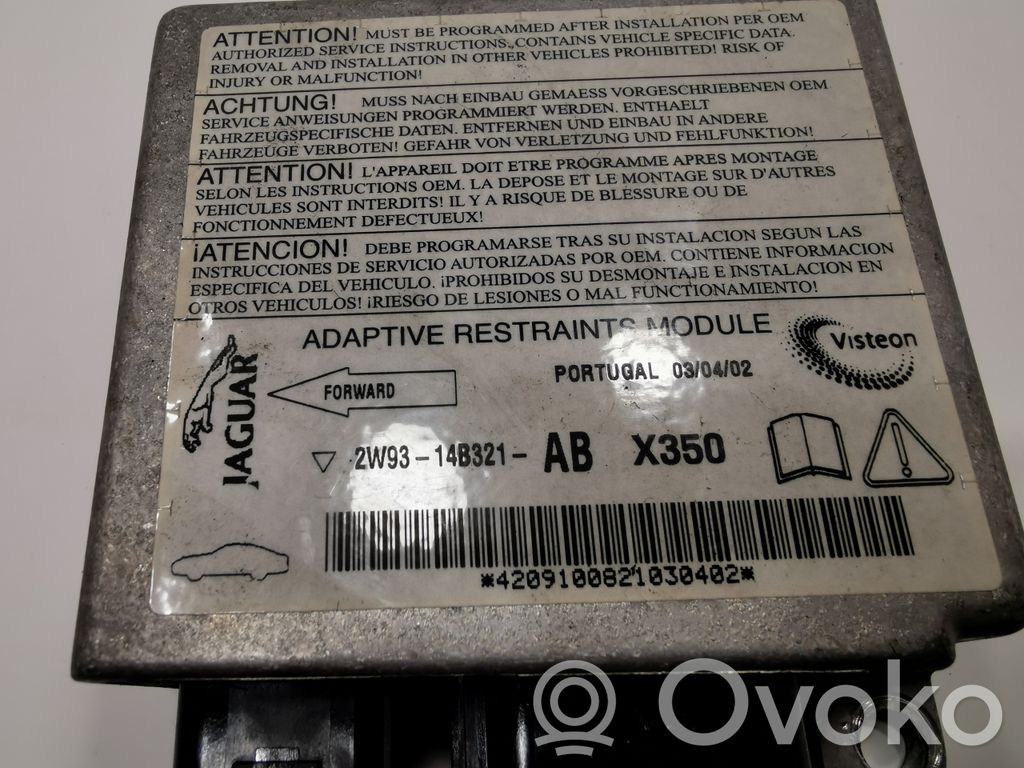 ATTENTION! MUST BE PROGRAMMED AFTER INSTALLATION PER OEM
AUTHORIZED SERVICE INSTRUCTIONS. CONTAINS VEHICLE SPECIFIC DATA.
REMOVAL AND INSTALLATION IN OTHER VEHICLES PROHIBITED! RISK OF
INJURY OR MALFUNCTION!
ACHTUNG! MUSS NACH EINBAU GEMAESS VORGESCHRIEBENEN OEM
SERVICE ANWEISUNGEN PROGRAMMIERT WERDEN. ENTHAELT
FAHRZEUGSPEZIFISCHE DATEN. ENTFERNEN UND EINBAU IN ANDERE
FAHRZEUGE VERBOTEN! GEFAHR VON VERLETZUNG UND FEHLFUNKTION!
ATTENTION! L'APPAREIL DOIT ETRE PROGRAMME APRES MONTAGE
SELON LES INSTRUCTIONS OEM. LA DEPOSE ET LE MONTAGE SUR D'AUTRES
VEHICULES SONT INTERDITS! IL Y A RISQUE DE BLESSURE OU DE
FONCTIONNEMENT DEFECTUEUX!
¡ATENCION! DEBE PROGRAMARSE TRAS SU INSTALACION SEGUN LAS
INSTRUCCIONES DE SERVICIO AUTORIZADAS POR OEM. CONTIENE INFORMACION
ESPECIFICA DEL VEHICULO. ¡PROHIBIDOS SU DESMONTAJE E INSTALACION EN
OTROS VEHICULOS! ¡RIESGO DE LESIONES O MAL FUNCTIONAMIENTO!
ADAPTIVE RESTRAINTS MODULE
Visteon
JAGUAR
FORWARD
PORTUGAL 03/04/02
2W93-14B321-AB X350
*4209100821030402*
Ovoko